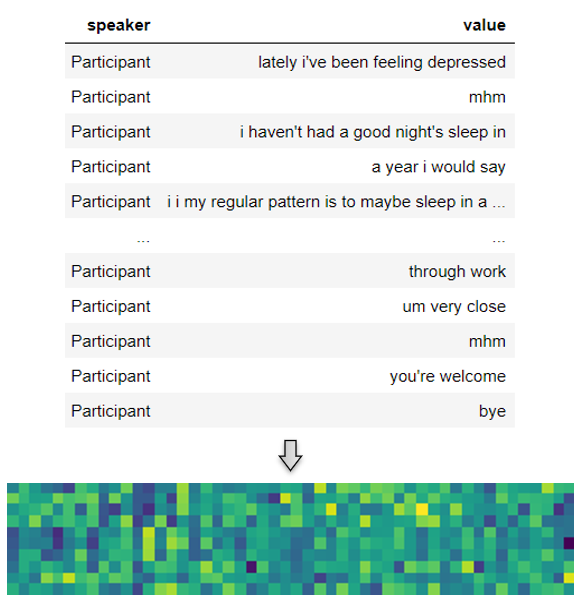 speaker value
Participant lately i've been feeling depressed
Participant mhm
Participant i haven't had a good night's sleep in
Participant a year i would say
Participant i i my regular pattern is to maybe sleep in a ...
... ...
Participant through work
Participant um very close
Participant mhm
Participant you're welcome
Participant bye